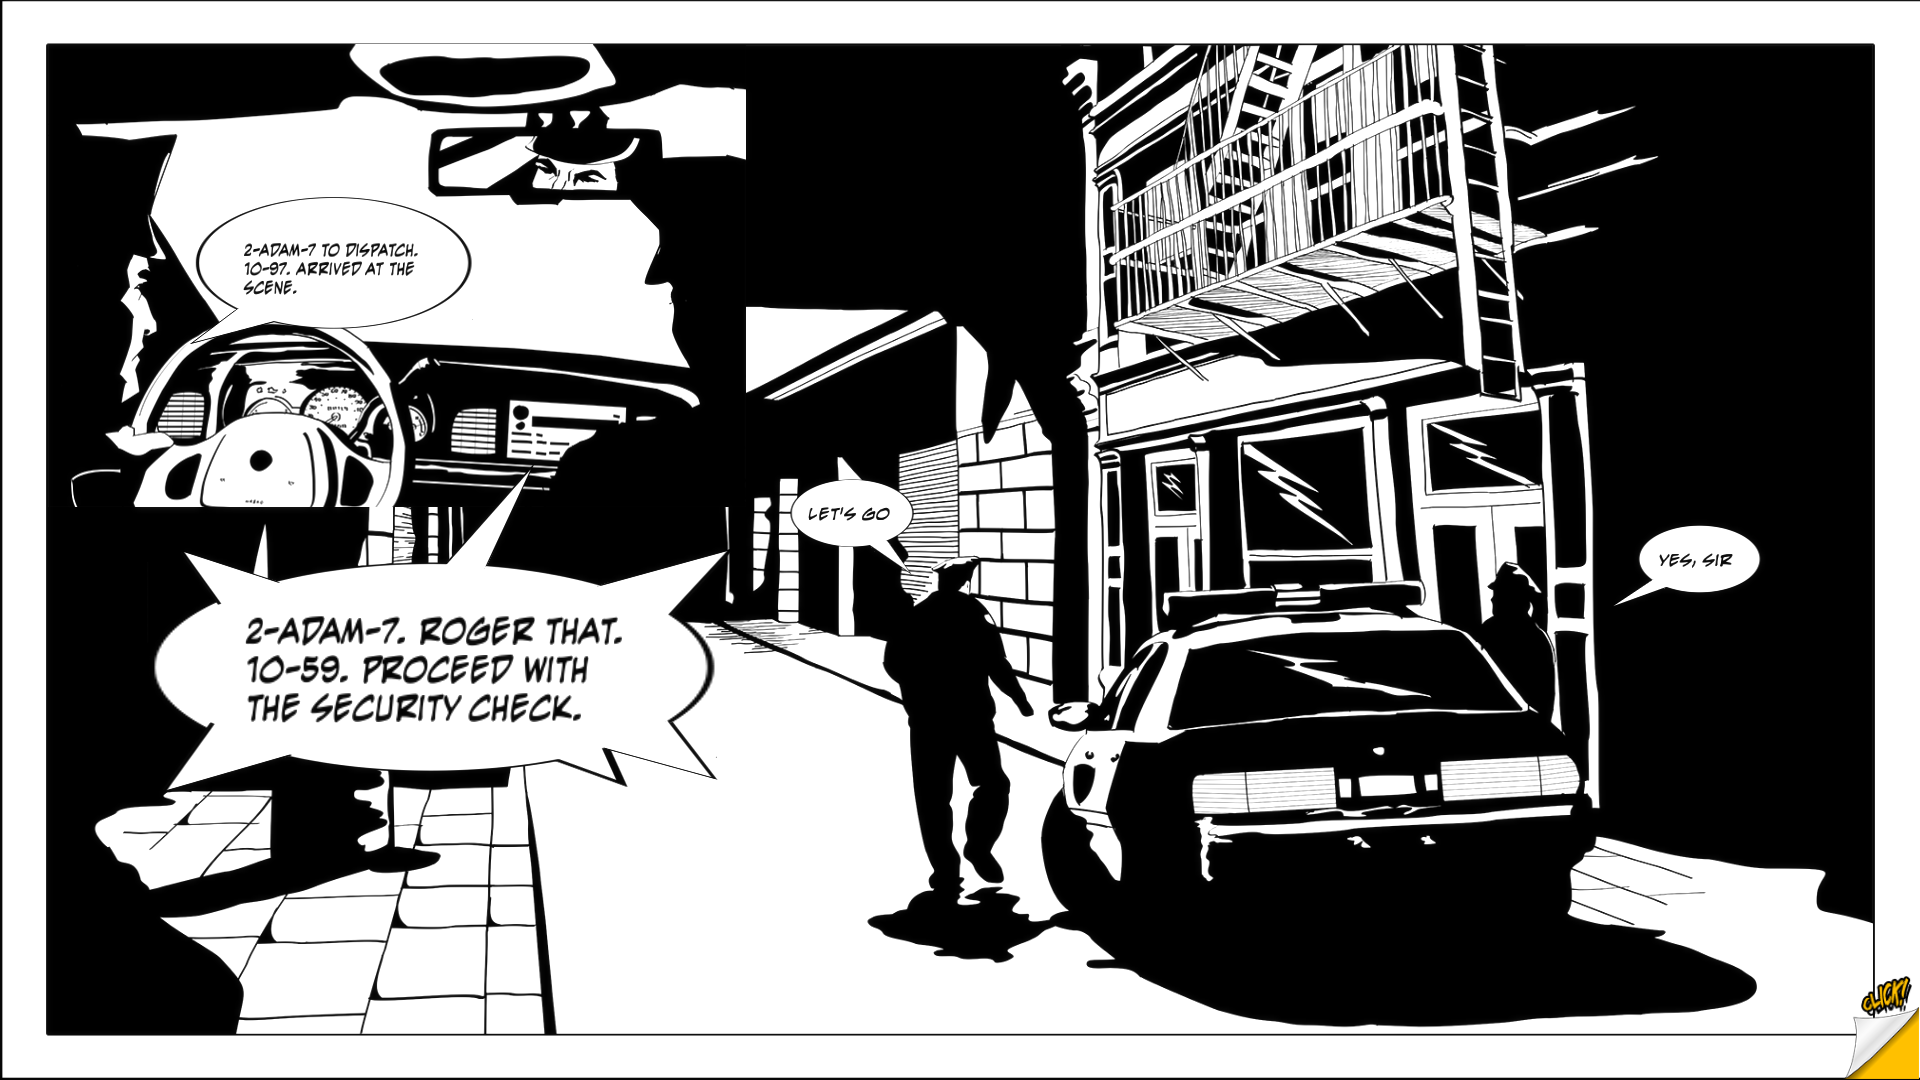 2-ADAM-7 TO DISPATCH.
10-97. ARRIVED AT THE
SCENE.
2-ADAM-7. ROGER THAT.
10-59. PROCEED WITH
THE SECURITY CHECK.
LET'S GO
YES, SIR
CLICK!